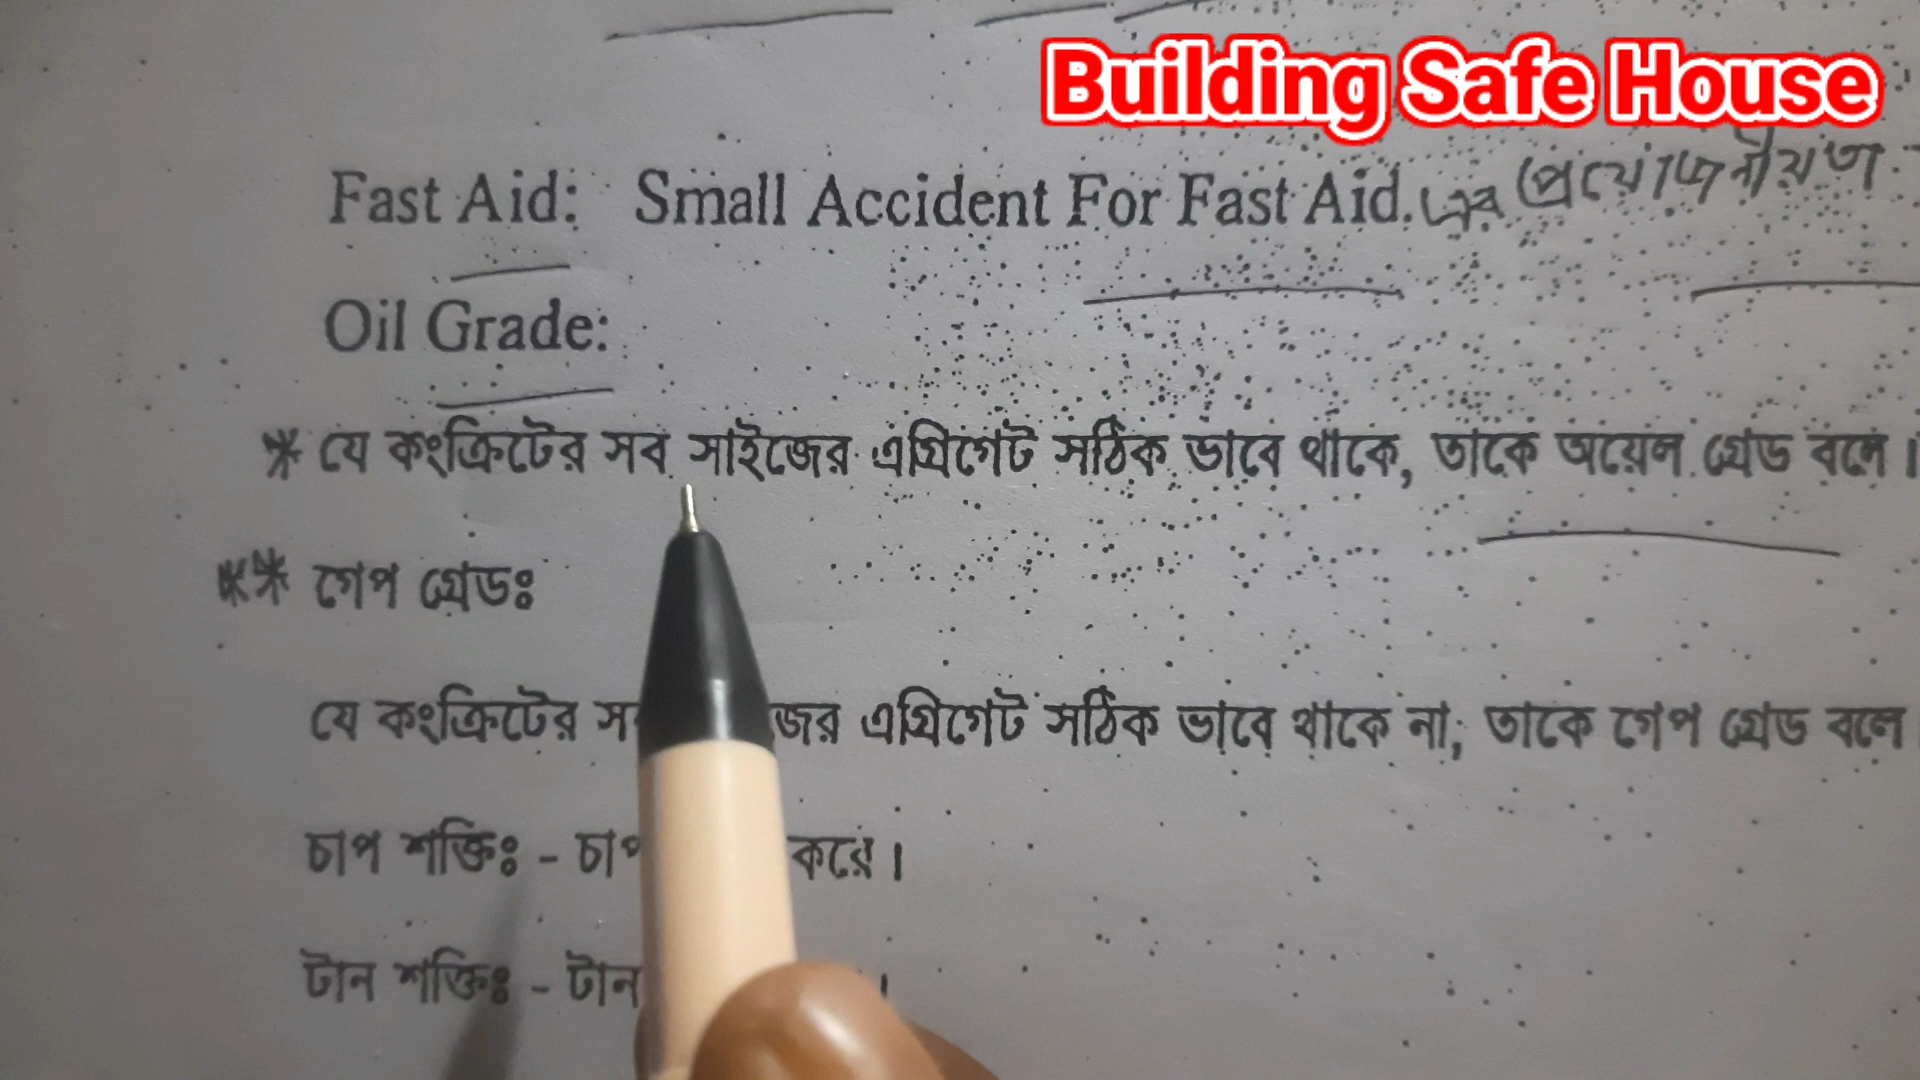 Building Safe House
Fast Aid: Small Accident For Fast Aid. এর প্রয়োজনীয়তা
Oil Grade:
* যে কংক্রিটের সব সাইজের এগ্রিগেট সঠিক ভাবে থাকে, তাকে অয়েল গ্রেড বলে।
** গেপ গ্রেডঃ
যে কংক্রিটের এগ্রিগেট সঠিক ভাবে থাকে না, তাকে গেপ গ্রেড বলে
চাপ শক্তিঃ - করে।
টান শক্তিঃ - টান